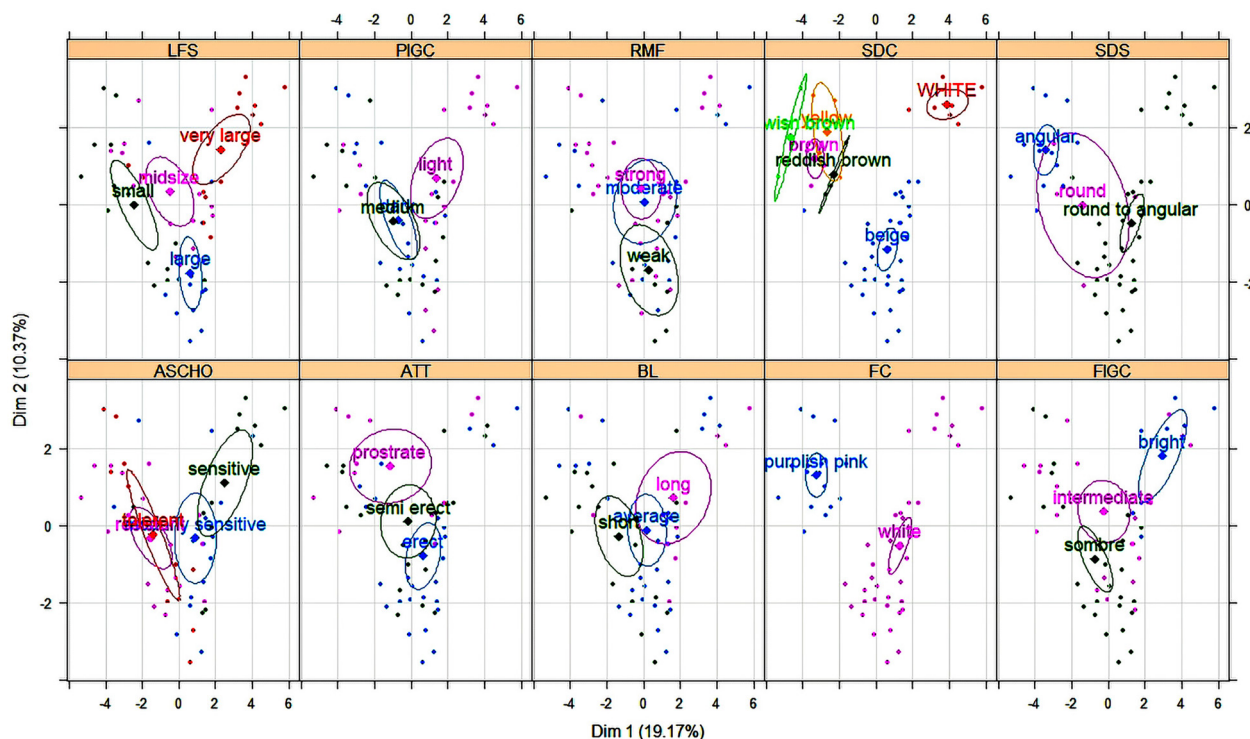 -4 -2 0 2 4 6 -4 -2 0 2 4 6
LFS PIGC RMF SDC SDS
very large
midsize
small
large
light
medium
strong
moderate
weak
WHITE
yellow
wish brown
brown
reddish brown
beige
angular
round
round to angular
2
0
-2
Dim 2 (10.37%)
ASCHO ATT BL FC FIGC
sensitive
sensitive
prostrate
semi erect
erect
long
average
short
purplish pink
white
bright
intermediate
sombre
2
0
-2
-4 -2 0 2 4 6 -4 -2 0 2 4 6 -4 -2 0 2 4 6
Dim 1 (19.17%)